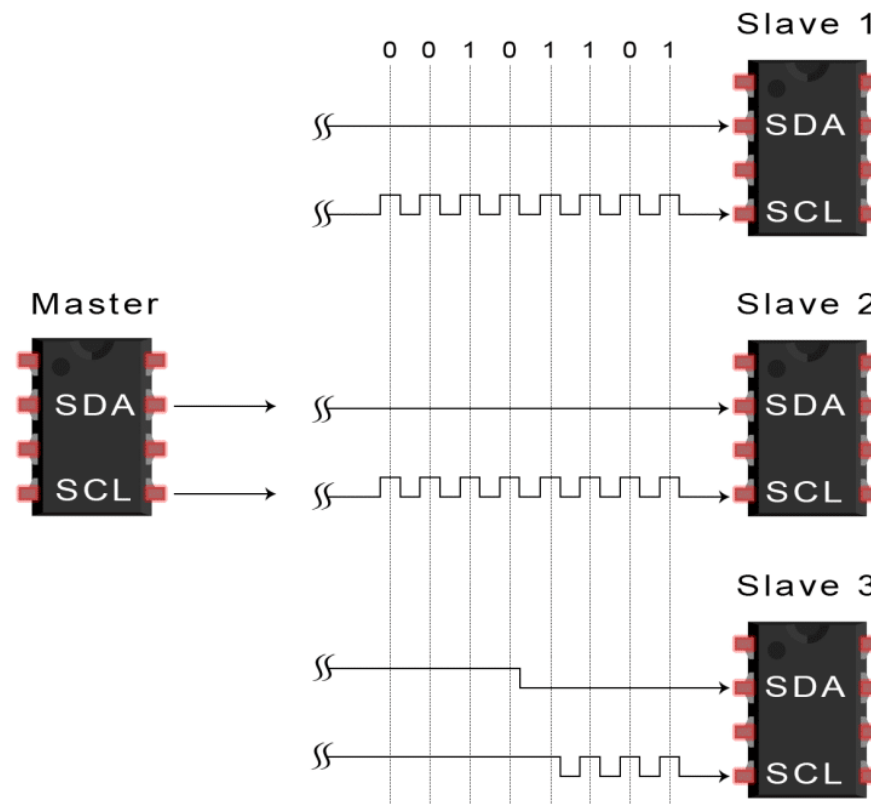 Slave 1
0 0 1 0 1 1 0 1
SDA
SCL
Master
SDA
SCL
Slave 2
SDA
SCL
Slave 3
SDA
SCL